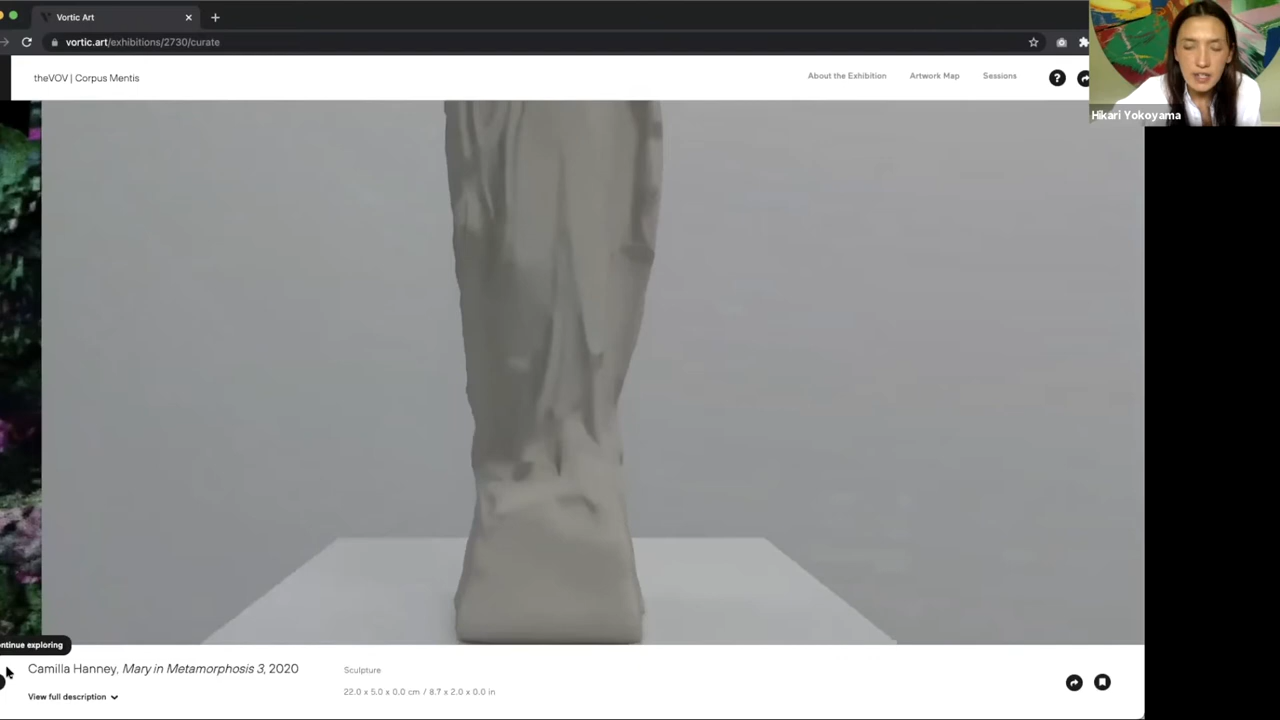 Vortic Art
vortic.art/exhibitions/2730/curate
theVOV | Corpus Mentis
About the Exhibition
Artwork Map
Sessions
?
Hikari Yokoyama
ntinue exploring
Camilla Hanney, Mary in Metamorphosis 3, 2020
View full description
Sculpture
22.0 x 5.0 x 0.0 cm / 8.7 x 2.0 x 0.0 in